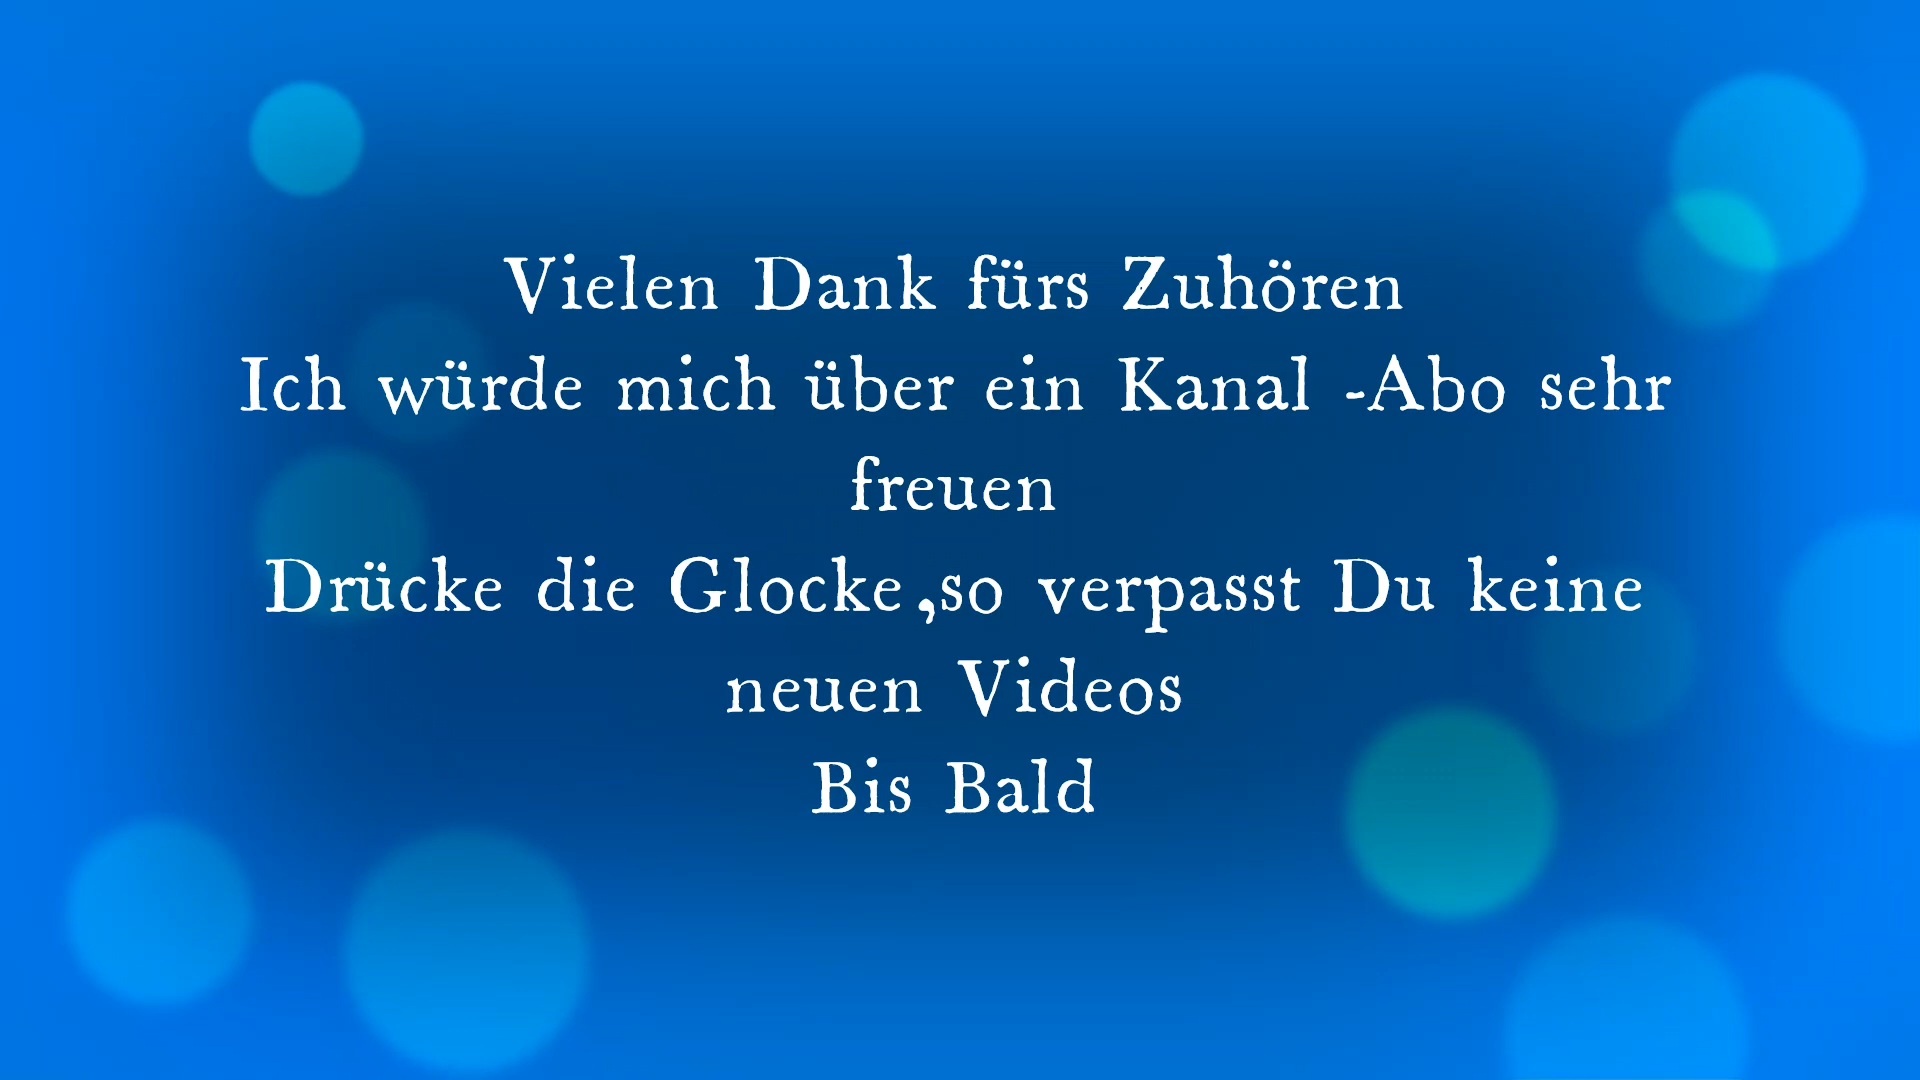 Vielen Dank fürs Zuhören
Ich würde mich über ein Kanal -Abo sehr
freuen
Drücke die Glocke,so verpasst Du keine
neuen Videos
Bis Bald